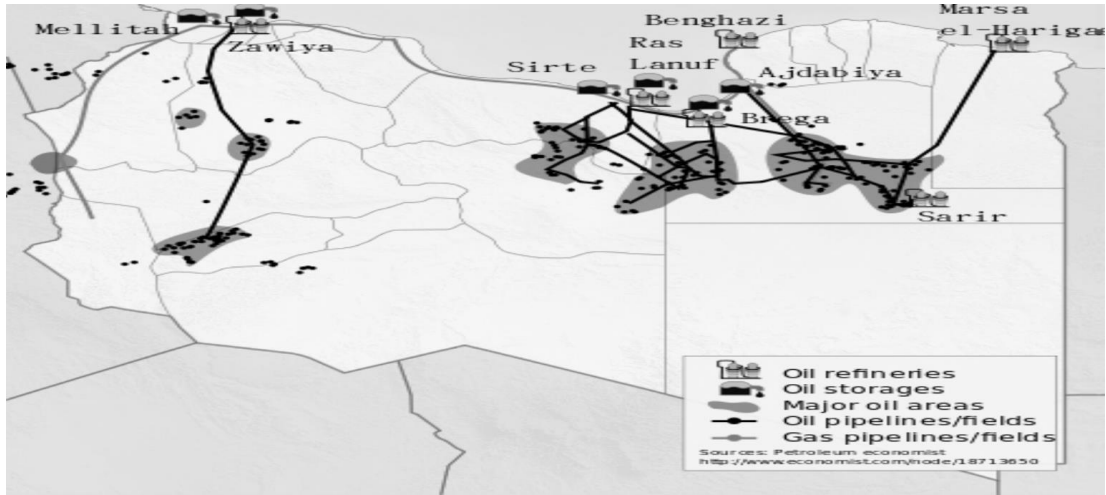 Mellitah
Zawiya
Sirte
Ras
Lanuf
Benghazi
Ajdabiya
Brega
Marsa
el-Hariga
Sarir
Oil refineries
Oil storages
Major oil areas
Oil pipelines/fields
Gas pipelines/fields
Sources: Petroleum economist
http://www.economist.com/node/18713650